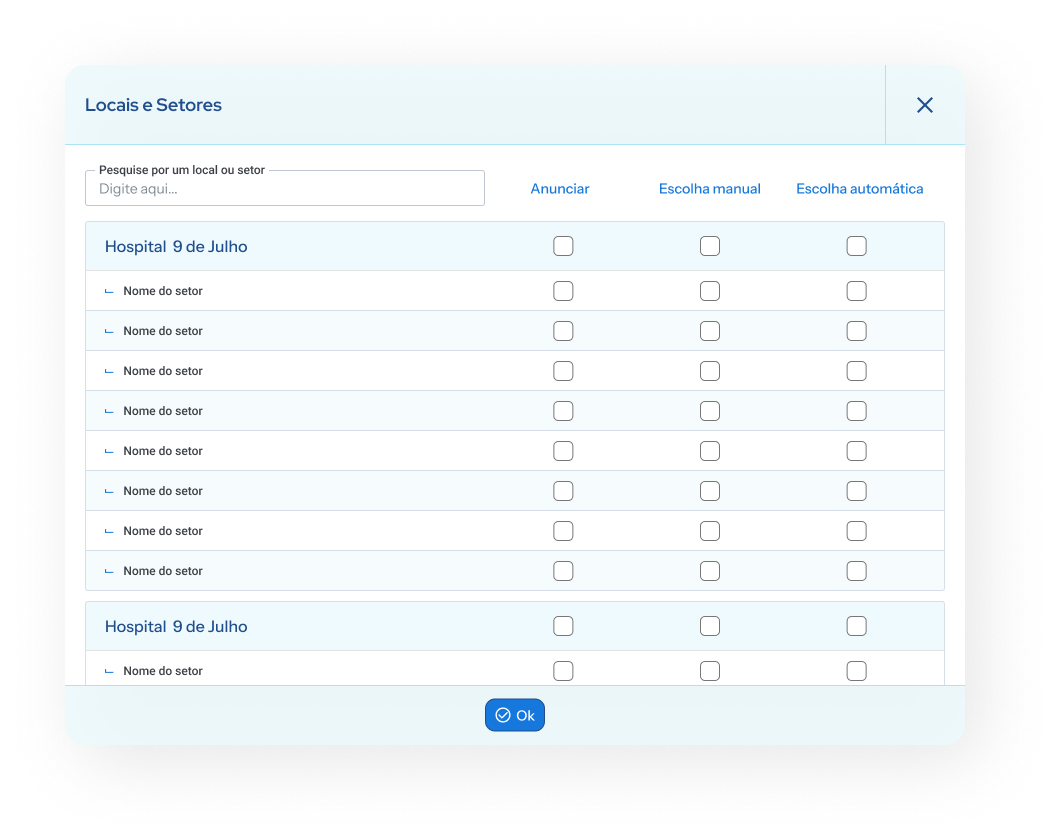 Locais e Setores
Pesquise por um local ou setor
Digite aqui...
Anunciar
Escolha manual
Escolha automática
Hospital 9 de Julho
Nome do setor
Nome do setor
Nome do setor
Nome do setor
Nome do setor
Nome do setor
Nome do setor
Nome do setor
Hospital 9 de Julho
Nome do setor
Ok